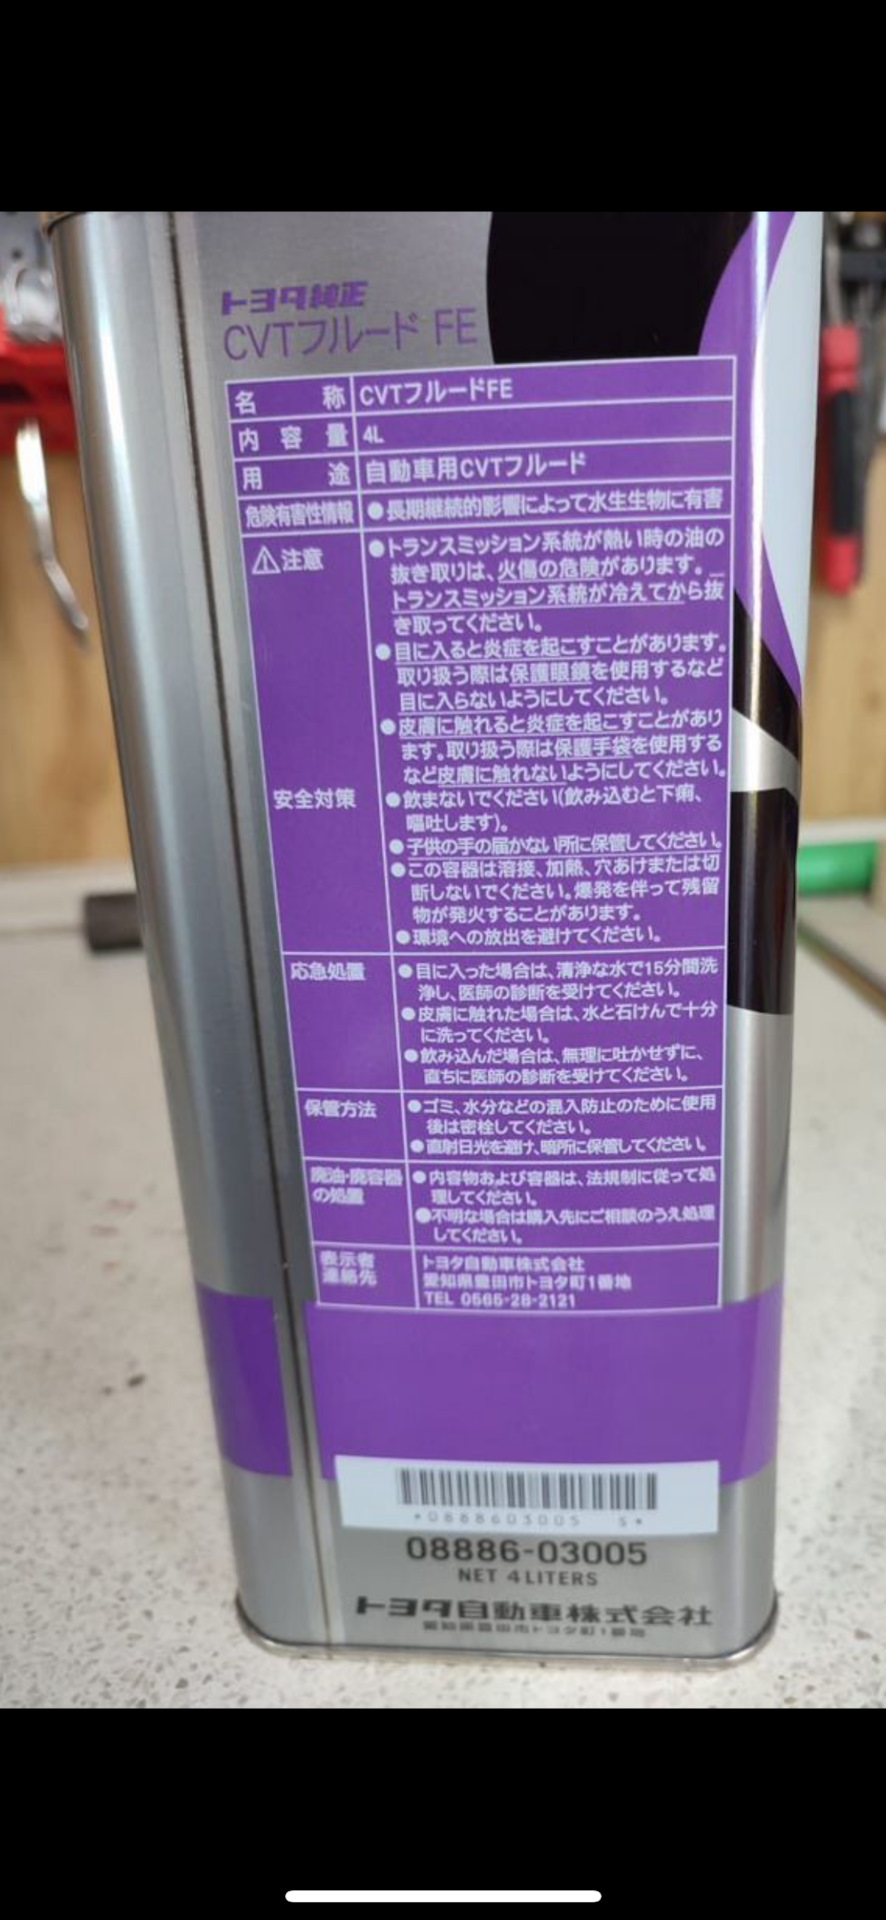 トヨタ純正
CVTフルード FE
名称 CVTフルードFE
内容量 4L
用途 自動車用CVTフルード
危険有害性情報 ●長期継続的影響によって水生生物に有害
⚠注意 ●トランスミッション系統が熱い時の油の
抜き取りは、火傷の危険があります。
トランスミッション系統が冷えてから抜
き取ってください。
●目に入ると炎症を起こすことがあります。
取り扱う際は保護眼鏡を使用するなど
目に入らないようにしてください。
●皮膚に触れると炎症を起こすことがあり
ます。取り扱う際は保護手袋を使用する
など皮膚に触れないようにしてください。
安全対策 ●飲まないでください(飲み込むと下痢、
嘔吐します)。
●子供の手の届かない所に保管してください。
●この容器は溶接、加熱、穴あけまたは切
断しないでください。爆発を伴って残留
物が発火することがあります。
●環境への放出を避けてください。
応急処置 ●目に入った場合は、清浄な水で15分間洗
浄し、医師の診断を受けてください。
●皮膚に触れた場合は、水と石けんで十分
に洗ってください。
●飲み込んだ場合は、無理に吐かせずに、
直ちに医師の診断を受けてください。
保管方法 ●ゴミ、水分などの混入防止のために使用
後は密栓してください。
●直射日光を避け、暗所に保管してください。
廃油・廃容器 ●内容物および容器は、法規制に従って処
の処置 理してください。
●不明な場合は購入先にご相談のうえ処理
してください。
表示者 トヨタ自動車株式会社
連絡先 愛知県豊田市トヨタ町1番地
TEL 0565-28-2121
*0888603005 5*
08886-03005
NET 4 LITERS
トヨタ自動車株式会社
愛知県豊田市トヨタ町1番地